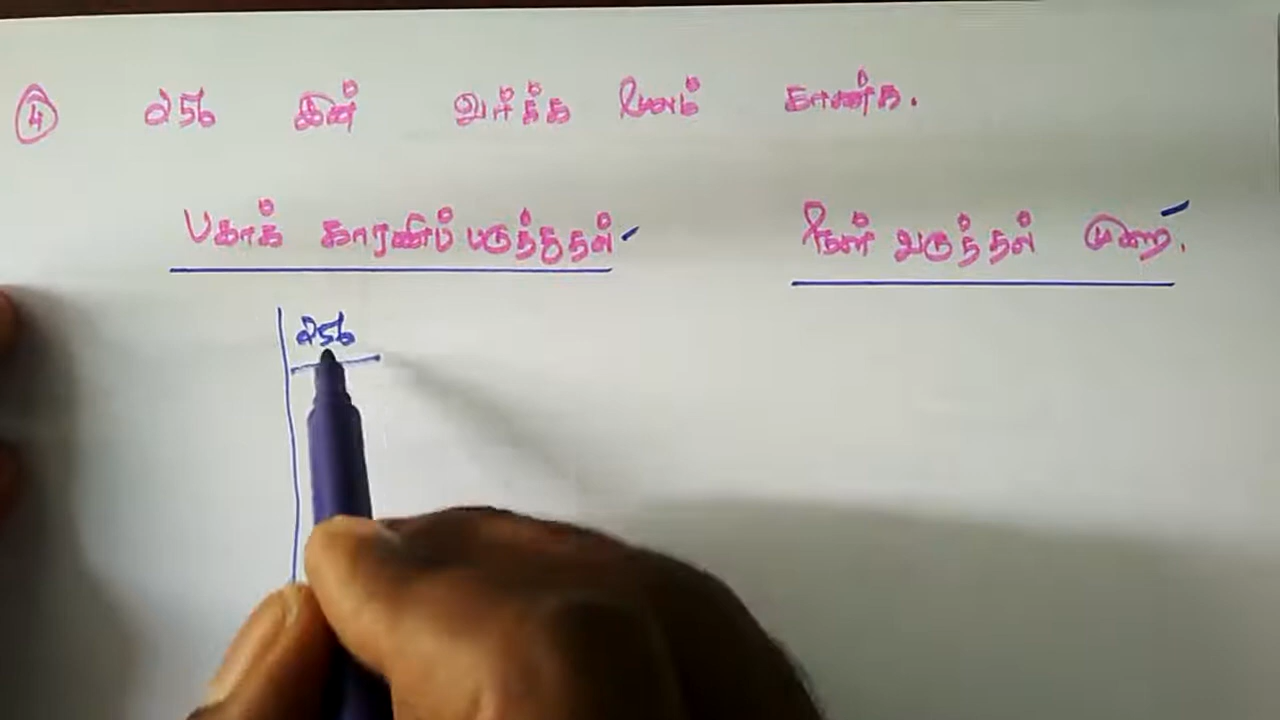 4 256 இன் வர்க்க மூலம் காண்க.
பகாக் காரணிப் படுத்துதல் நீள் வகுத்தல் முறை.
256